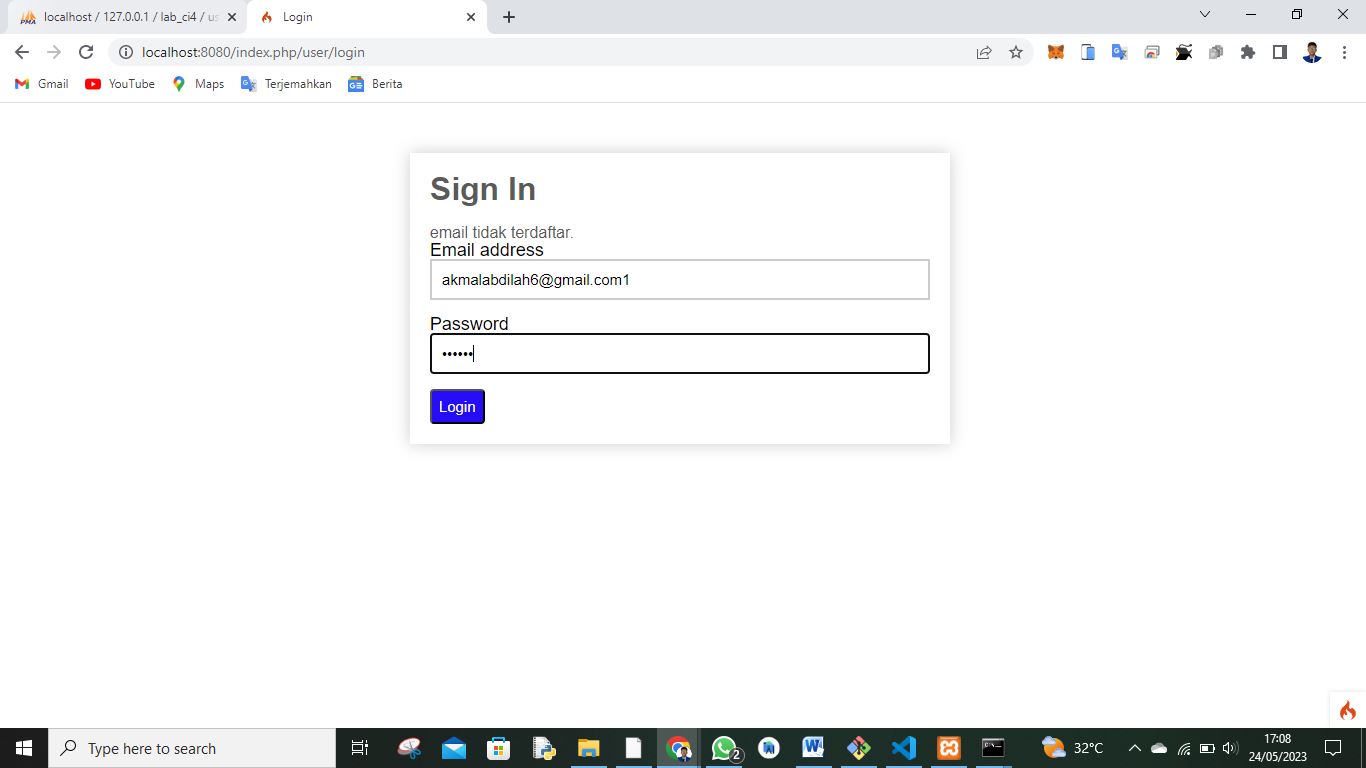 PMA localhost / 127.0.0.1 / lab_ci4 / us
Login
localhost:8080/index.php/user/login
Gmail YouTube Maps Terjemahkan Berita
Sign In
email tidak terdaftar.
Email address
akmalabdilah6@gmail.com1
Password
••••••
Login
Type here to search
2
32°C
17:08
24/05/2023